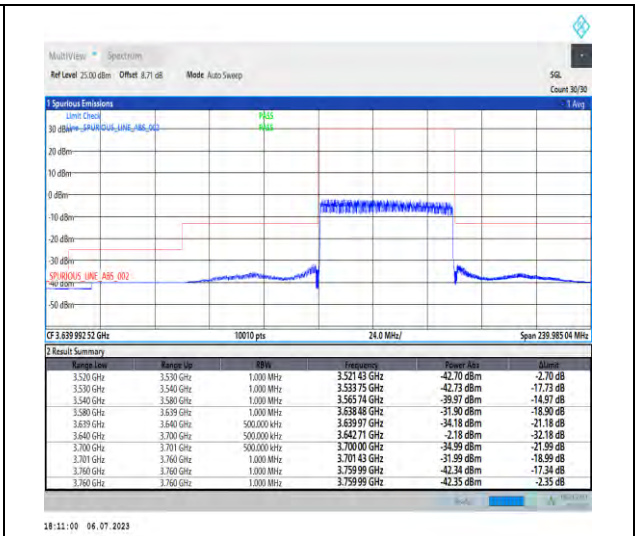 MultiView Spectrum
Ref Level 25.00 dBm Offset 8.71 dB Mode Auto Sweep SGL
Count 30/30
1 Spurious Emissions 1 Avg
Limit Check PASS
30 dBm Line _SPURIOUS_LINE_ABS_002 PASS
20 dBm
10 dBm
0 dBm
-10 dBm
-20 dBm
-30 dBm
SPURIOUS_LINE_ABS_002
-40 dBm
-50 dBm
CF 3.639 992 52 GHz 10010 pts 24.0 MHz/ Span 239.985 04 MHz
2 Result Summary
Range Low Range Up RBW Frequency Power Abs ΔLimit
3.520 GHz 3.530 GHz 1.000 MHz 3.521 43 GHz -42.70 dBm -2.70 dB
3.530 GHz 3.540 GHz 1.000 MHz 3.533 75 GHz -42.73 dBm -17.73 dB
3.540 GHz 3.580 GHz 1.000 MHz 3.565 74 GHz -39.97 dBm -14.97 dB
3.580 GHz 3.639 GHz 1.000 MHz 3.638 48 GHz -31.90 dBm -18.90 dB
3.639 GHz 3.640 GHz 500.000 kHz 3.639 97 GHz -34.18 dBm -21.18 dB
3.640 GHz 3.700 GHz 500.000 kHz 3.642 71 GHz -2.18 dBm -32.18 dB
3.700 GHz 3.701 GHz 500.000 kHz 3.700 00 GHz -34.99 dBm -21.99 dB
3.701 GHz 3.760 GHz 1.000 MHz 3.701 43 GHz -31.99 dBm -18.99 dB
3.760 GHz 3.760 GHz 1.000 MHz 3.759 99 GHz -42.34 dBm -17.34 dB
3.760 GHz 3.760 GHz 1.000 MHz 3.759 99 GHz -42.35 dBm -2.35 dB
18:11:00 06.07.2023